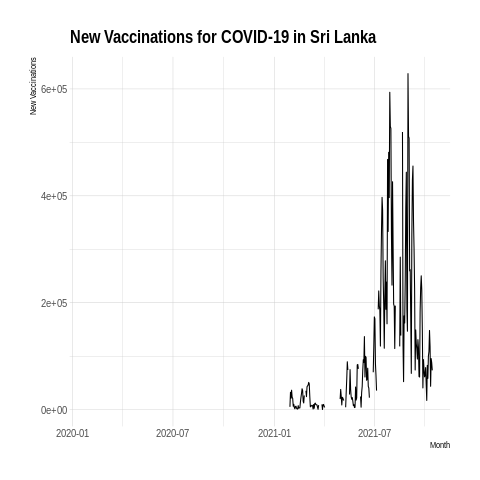 New Vaccinations for COVID-19 in Sri Lanka
New Vaccinations
6e+05
4e+05
2e+05
0e+00
2020-01
2020-07
2021-01
2021-07
Month